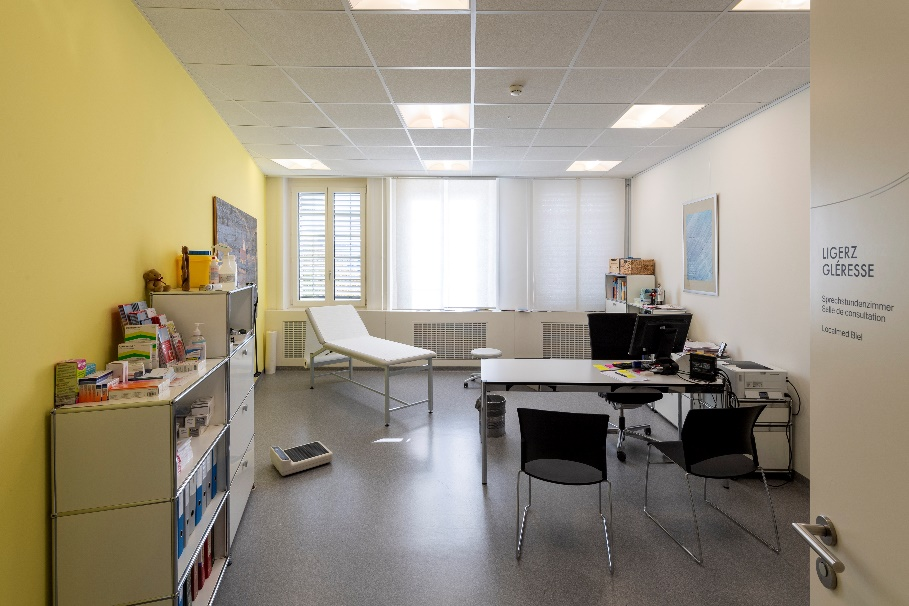 LIGERZ
GLÉRESSE
Sprechstundenzimmer
Salle de consultation
Localmed Biel